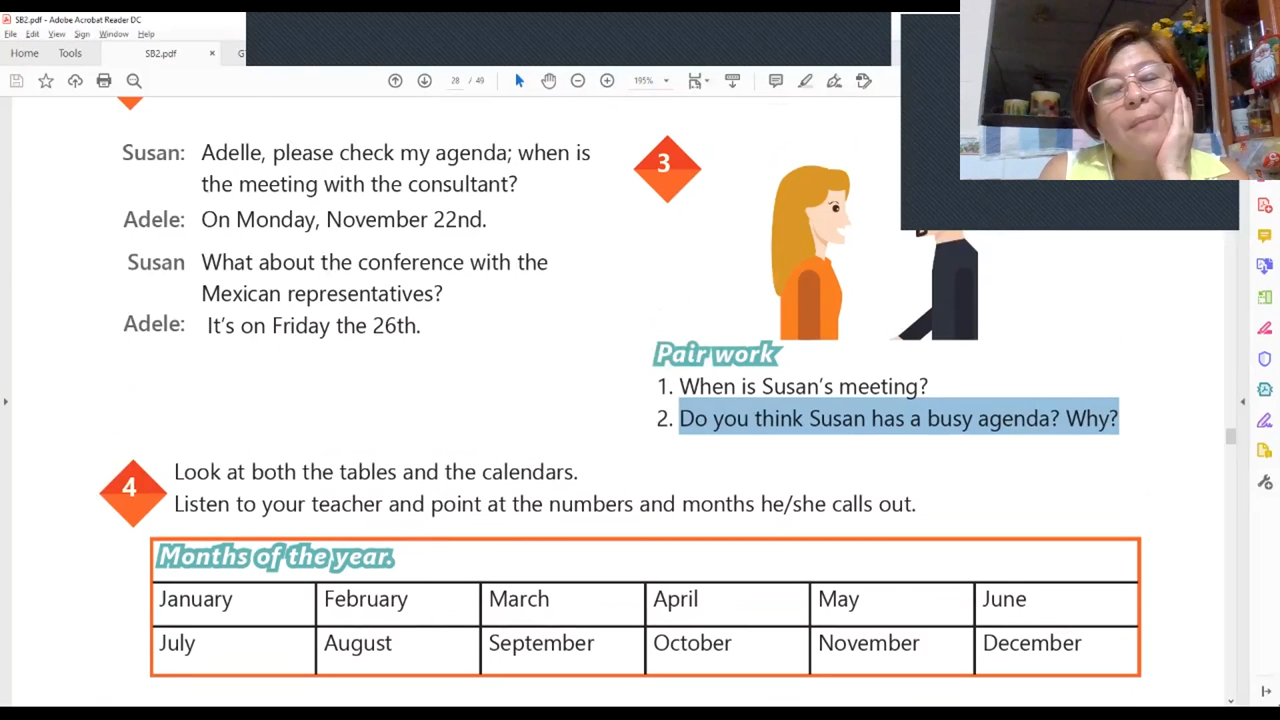 SB2.pdf - Adobe Acrobat Reader DC
File Edit View Sign Window Help
Home Tools SB2.pdf ×
28 / 49 195%
Susan: Adelle, please check my agenda; when is
the meeting with the consultant?
Adele: On Monday, November 22nd.
Susan What about the conference with the
Mexican representatives?
Adele: It's on Friday the 26th.
3
Pair work
1. When is Susan's meeting?
2. Do you think Susan has a busy agenda? Why?
4
Look at both the tables and the calendars.
Listen to your teacher and point at the numbers and months he/she calls out.
Months of the year.
January February March April May June
July August September October November December